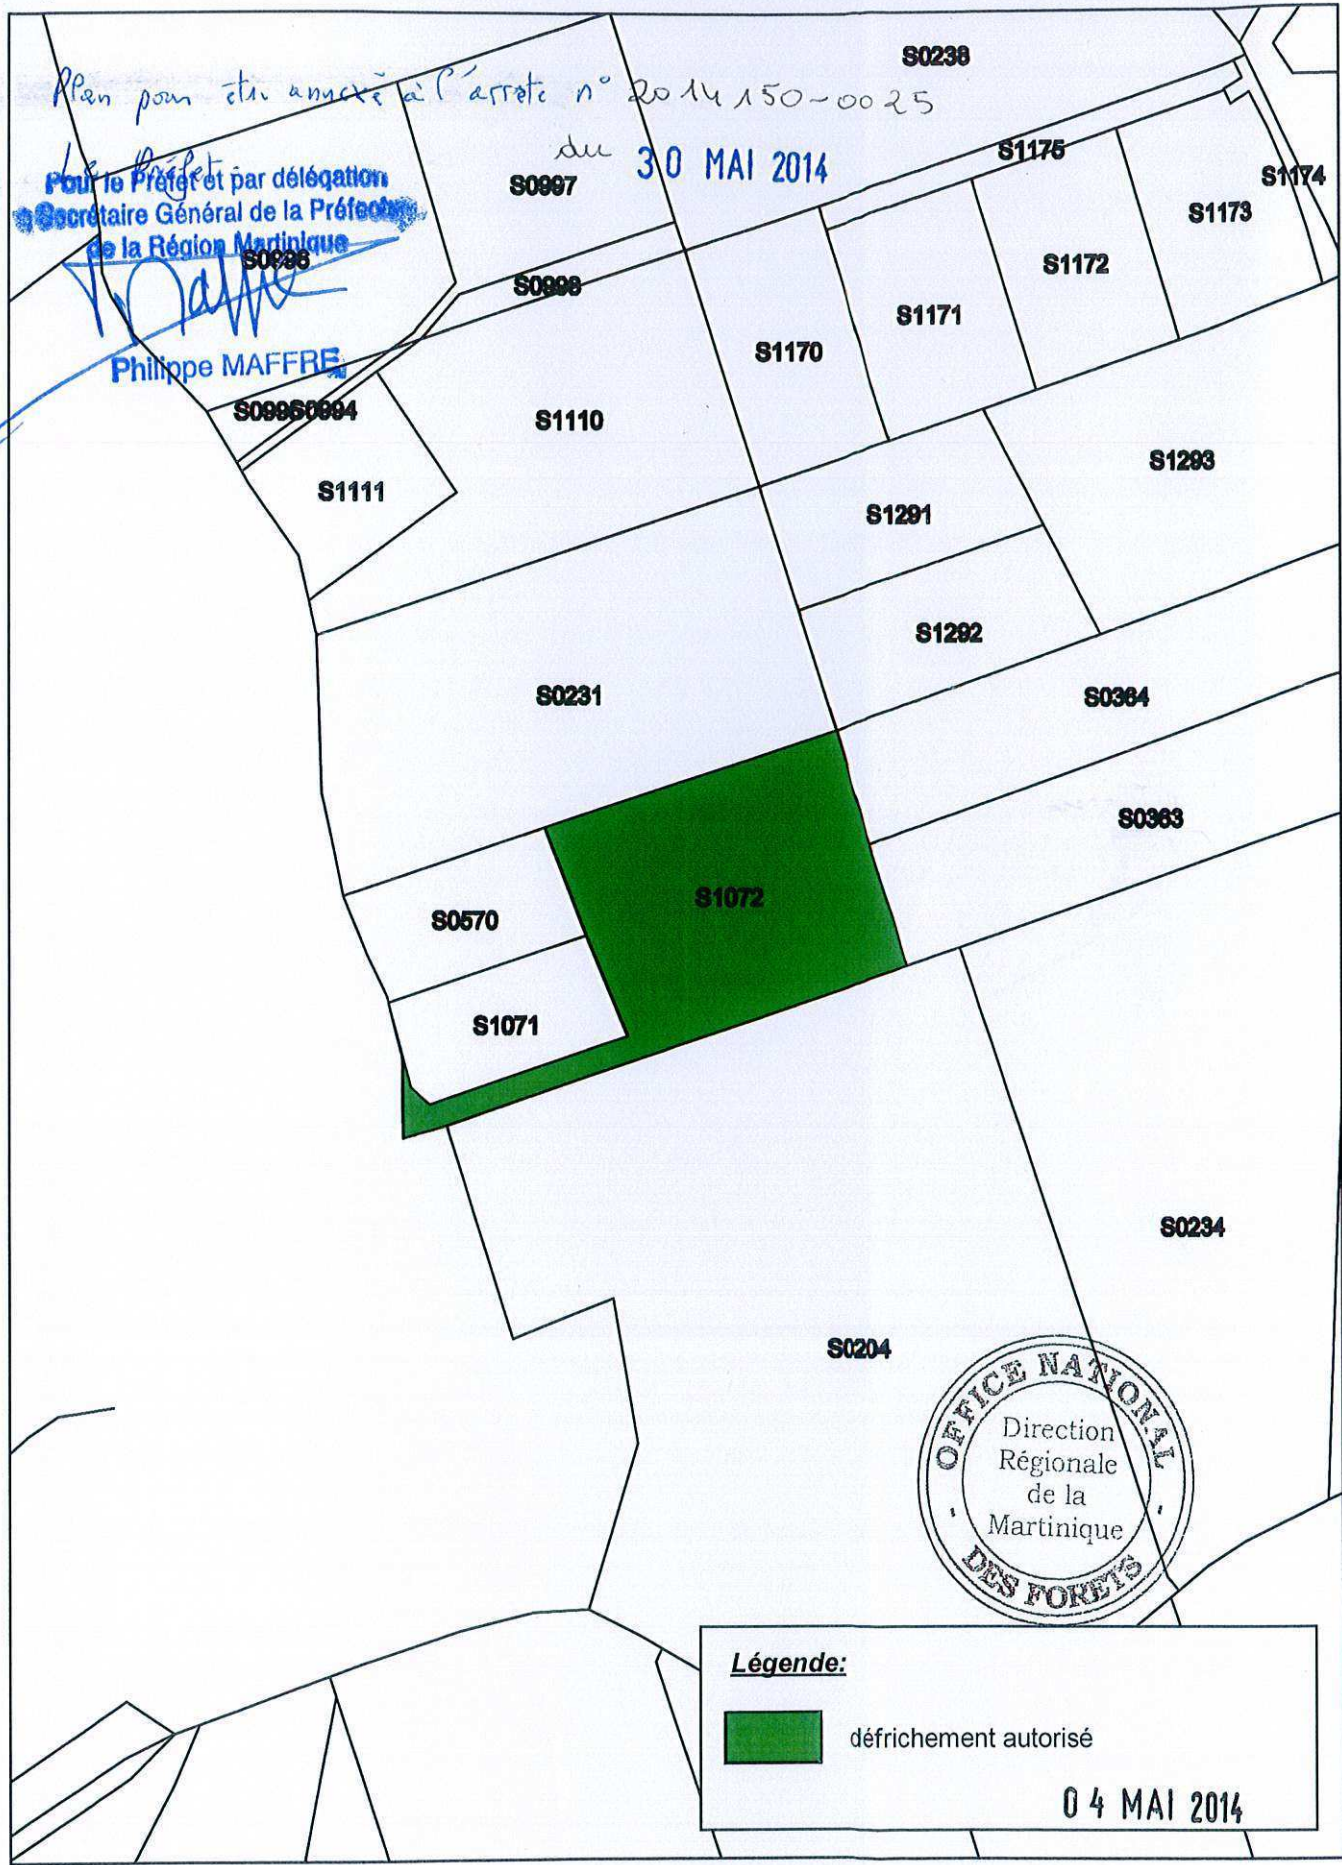 S0238
Plan pour être annexé à l'arrêté n° 2014150-0025
du 30 MAI 2014
Le Préfet
Pour le Préfet et par délégation
Secrétaire Général de la Préfecture
de la Région Martinique
Philippe MAFFRE
S0997
S1175
S1174
S1173
S0996
S0998
S1172
S1171
S1170
S0995
S0994
S1110
S1111
S1293
S1291
S1292
S0231
S0364
S0363
S1072
S0570
S1071
S0234
S0204
OFFICE NATIONAL
DES FORETS
Direction
Régionale
de la
Martinique
Légende:
défrichement autorisé
04 MAI 2014